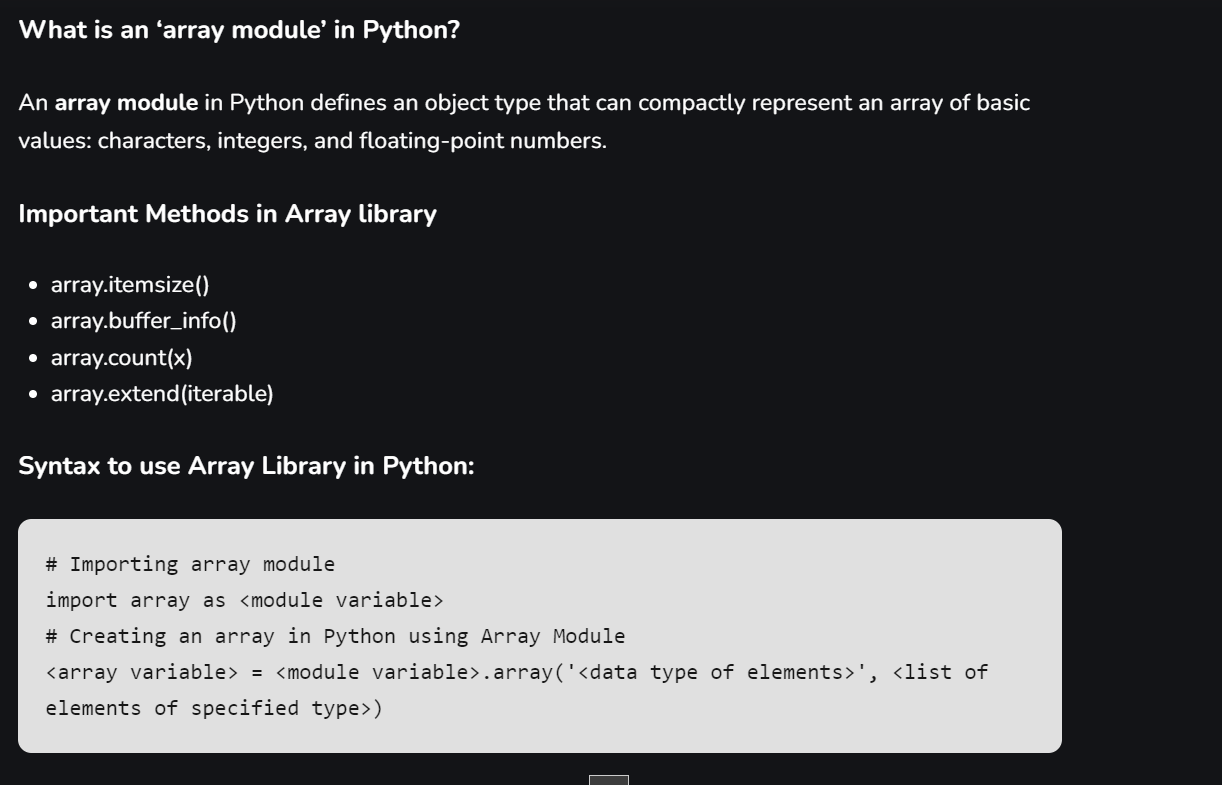 What is an ‘array module’ in Python?
An array module in Python defines an object type that can compactly represent an array of basic
values: characters, integers, and floating-point numbers.
Important Methods in Array library
• array.itemsize()
• array.buffer_info()
• array.count(x)
• array.extend(iterable)
Syntax to use Array Library in Python:
# Importing array module
import array as <module variable>
# Creating an array in Python using Array Module
<array variable> = <module variable>.array('<data type of elements>', <list of
elements of specified type>)